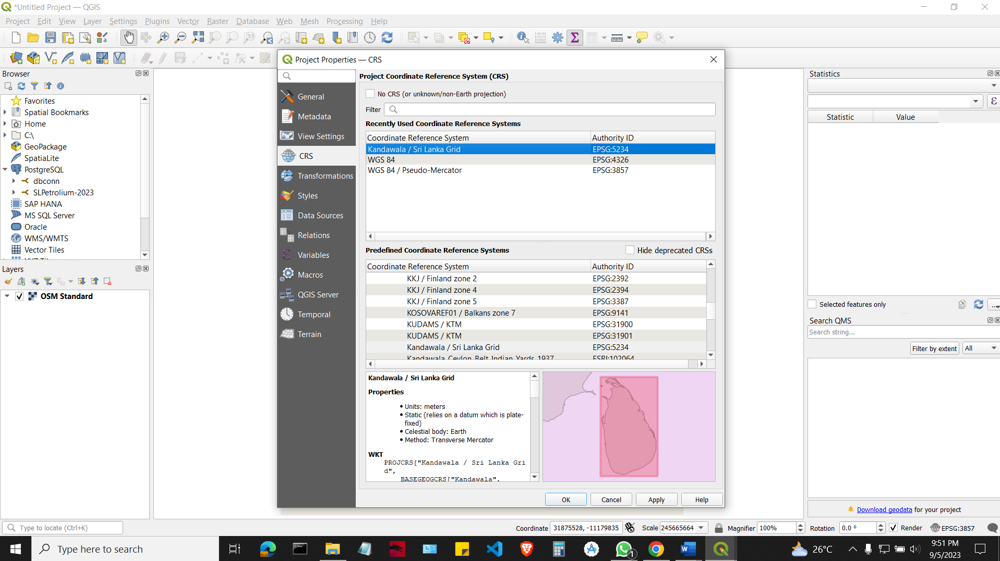 *Untitled Project — QGIS
Project Edit View Layer Settings Plugins Vector Raster Database Web Mesh Processing Help
Browser
Favorites
Spatial Bookmarks
Home
C:\
GeoPackage
SpatiaLite
PostgreSQL
dbconn
SLPetrolium-2023
SAP HANA
MS SQL Server
Oracle
WMS/WMTS
Vector Tiles
Layers
OSM Standard
Project Properties — CRS
General
Metadata
View Settings
CRS
Transformations
Styles
Data Sources
Relations
Variables
Macros
QGIS Server
Temporal
Terrain
Project Coordinate Reference System (CRS)
No CRS (or unknown/non-Earth projection)
Filter
Recently Used Coordinate Reference Systems
Coordinate Reference System Authority ID
Kandawala / Sri Lanka Grid EPSG:5234
WGS 84 EPSG:4326
WGS 84 / Pseudo-Mercator EPSG:3857
Predefined Coordinate Reference Systems Hide deprecated CRSs
Coordinate Reference System Authority ID
KKJ / Finland zone 2 EPSG:2392
KKJ / Finland zone 4 EPSG:2394
KKJ / Finland zone 5 EPSG:3387
KOSOVAREF01 / Balkans zone 7 EPSG:9141
KUDAMS / KTM EPSG:31900
KUDAMS / KTM EPSG:31901
Kandawala / Sri Lanka Grid EPSG:5234
Kandawala_Ceylon_Belt_Indian_Yards_1937 ESRI:102064
Kandawala / Sri Lanka Grid
Properties
• Units: meters
• Static (relies on a datum which is plate-
fixed)
• Celestial body: Earth
• Method: Transverse Mercator
WKT
PROJCRS["Kandawala / Sri Lanka Gri
d",
BASEGEOGCRS["Kandawala",
OK Cancel Apply Help
Statistics
ε
Statistic Value
Selected features only
...
Search QMS
Search string...
Filter by extent All
Download geodata for your project
Type to locate (Ctrl+K)
Coordinate 31875528, -11179835 Scale 245665664 Magnifier 100% Rotation 0.0 ° Render EPSG:3857
Type here to search
1
26°C
9:51 PM
9/5/2023